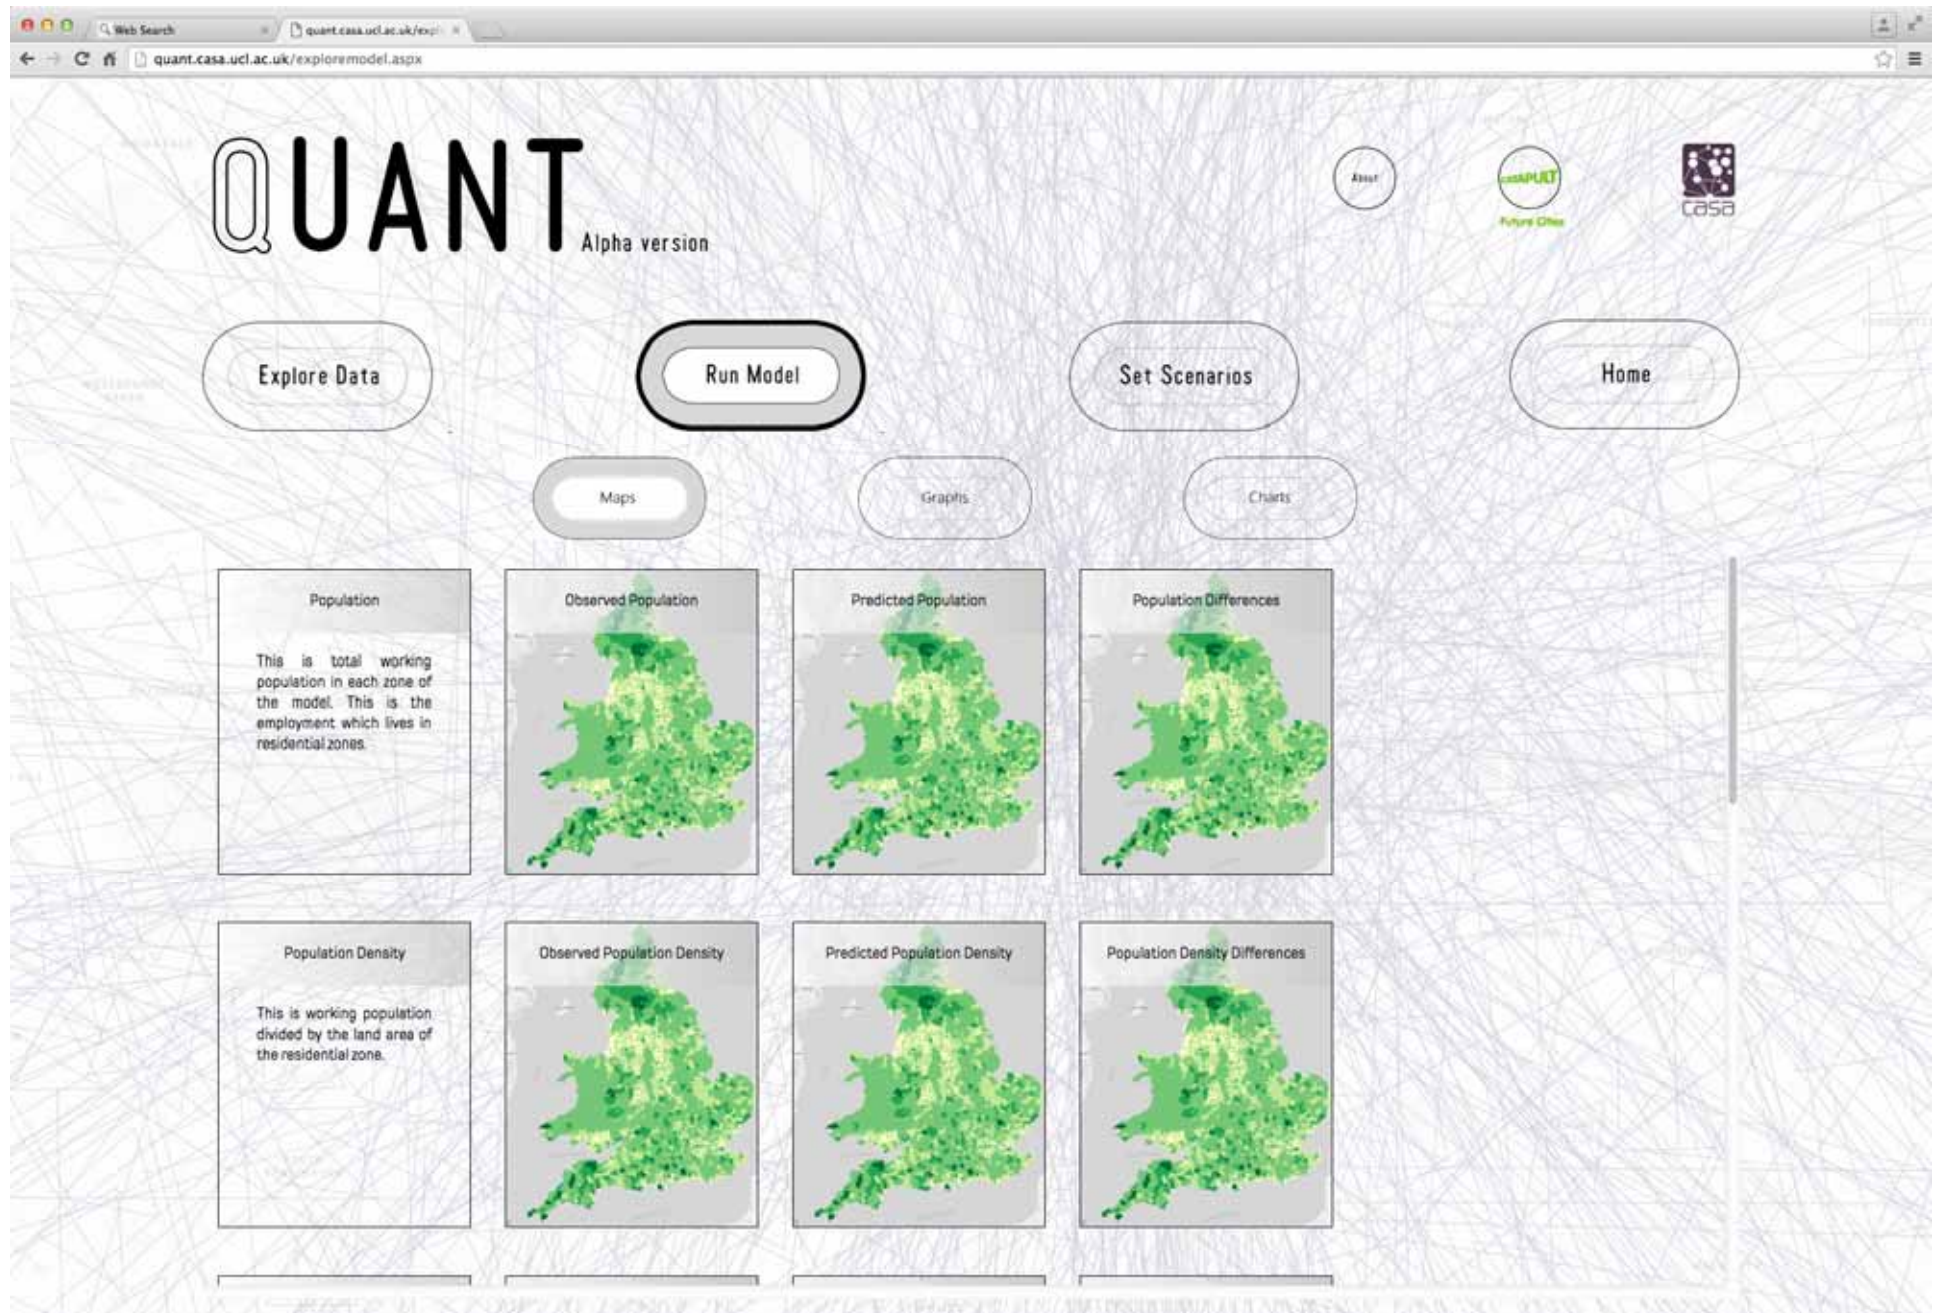 Web Search
quant.casa.ucl.ac.uk/expl
quant.casa.ucl.ac.uk/exploremodel.aspx
QUANT
Alpha version
About
CATAPULT
Future Cities
casa
Explore Data
Run Model
Set Scenarios
Home
Maps
Graphs
Charts
Population
This is total working
population in each zone of
the model. This is the
employment which lives in
residential zones.
Observed Population
Predicted Population
Population Differences
Population Density
This is working population
divided by the land area of
the residential zone.
Observed Population Density
Predicted Population Density
Population Density Differences